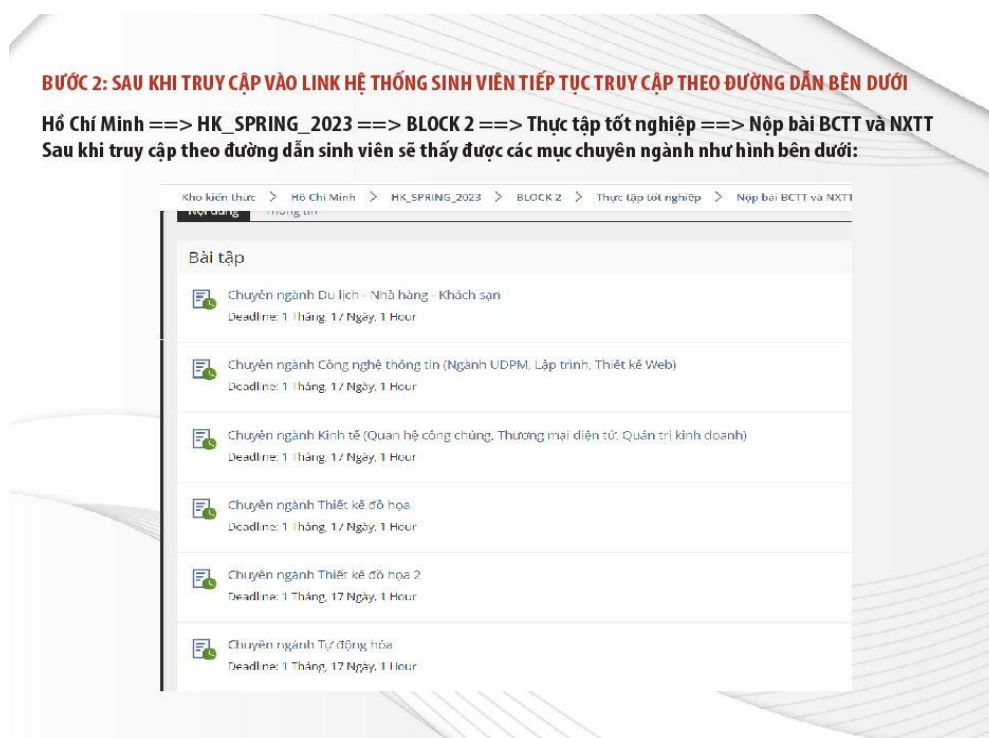 BƯỚC 2: SAU KHI TRUY CẬP VÀO LINK HỆ THỐNG SINH VIÊN TIẾP TỤC TRUY CẬP THEO ĐƯỜNG DẪN BÊN DƯỚI
Hồ Chí Minh ==> HK_SPRING_2023 ==> BLOCK 2 ==> Thực tập tốt nghiệp ==> Nộp bài BCTT và NXTT
Sau khi truy cập theo đường dẫn sinh viên sẽ thấy được các mục chuyên ngành như hình bên dưới:
Kho kiến thức > Hồ Chí Minh > HK_SPRING_2023 > BLOCK 2 > Thực tập tốt nghiệp > Nộp bài BCTT và NXTT
Nội dung Thông tin
Bài tập
Chuyên ngành Du lịch - Nhà hàng - Khách sạn
Deadline: 1 Tháng, 17 Ngày, 1 Hour
Chuyên ngành Công nghệ thông tin (Ngành UDPM, Lập trình, Thiết kế Web)
Deadline: 1 Tháng, 17 Ngày, 1 Hour
Chuyên ngành Kinh tế (Quan hệ công chúng, Thương mại điện tử, Quản trị kinh doanh)
Deadline: 1 Tháng, 17 Ngày, 1 Hour
Chuyên ngành Thiết kế đồ họa
Deadline: 1 Tháng, 17 Ngày, 1 Hour
Chuyên ngành Thiết kế đồ họa 2
Deadline: 1 Tháng, 17 Ngày, 1 Hour
Chuyên ngành Tự động hóa
Deadline: 1 Tháng, 17 Ngày, 1 Hour